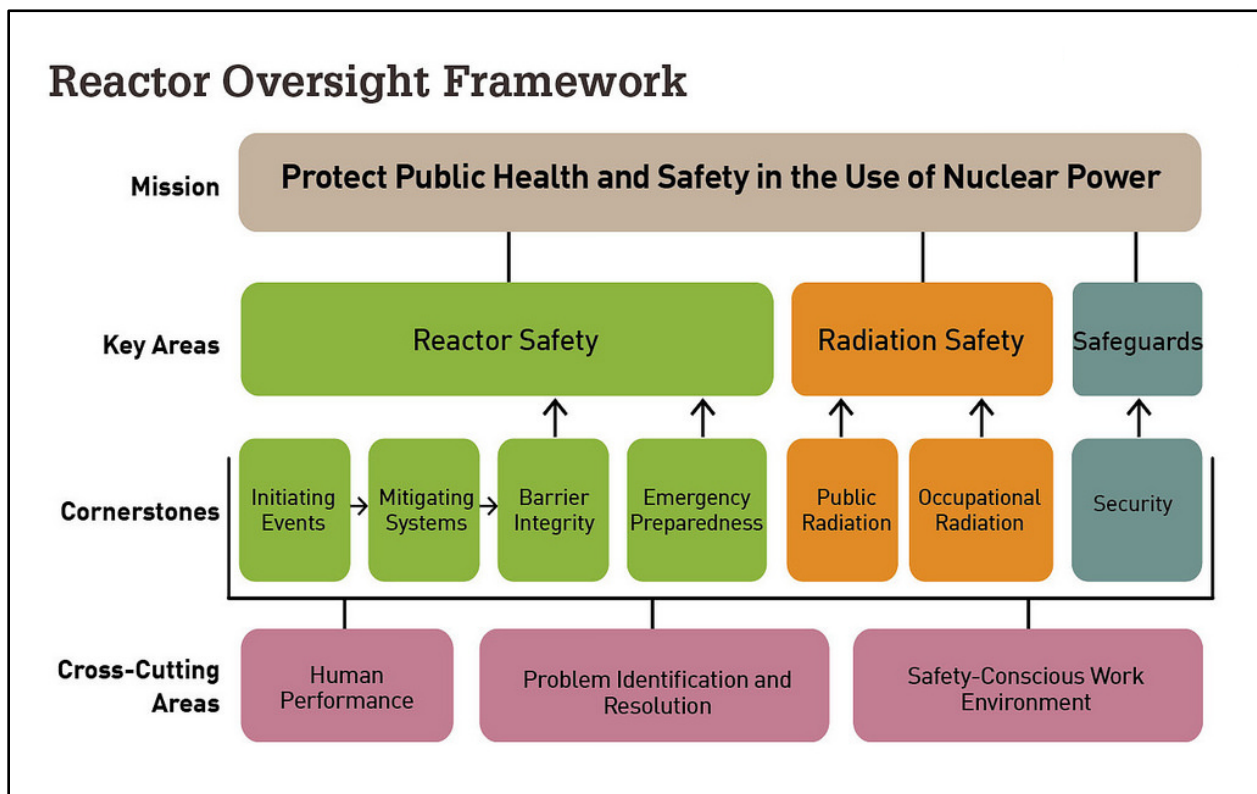 Reactor Oversight Framework
Mission
Protect Public Health and Safety in the Use of Nuclear Power
Key Areas
Reactor Safety
Radiation Safety
Safeguards
Cornerstones
Initiating
Events
Mitigating
Systems
Barrier
Integrity
Emergency
Preparedness
Public
Radiation
Occupational
Radiation
Security
Cross-Cutting
Areas
Human
Performance
Problem Identification and
Resolution
Safety-Conscious Work
Environment